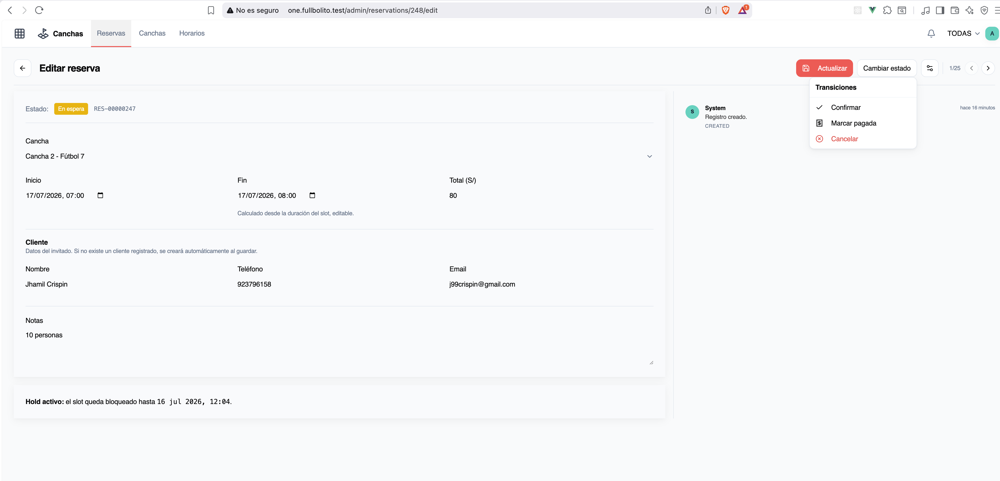 No es seguro one.fullbolito.test/admin/reservations/248/edit
1
Canchas Reservas Canchas Horarios TODAS A
Editar reserva Actualizar Cambiar estado 1/25
Transiciones
Confirmar
Marcar pagada
Cancelar
Estado: En espera RES-00000247
Cancha
Cancha 2 - Fútbol 7
Inicio Fin Total (S/)
17/07/2026, 07:00 17/07/2026, 08:00 80
Calculado desde la duración del slot, editable.
Cliente
Datos del invitado. Si no existe un cliente registrado, se creará automáticamente al guardar.
Nombre Teléfono Email
Jhamil Crispin 923796158 j99crispin@gmail.com
Notas
10 personas
Hold activo: el slot queda bloqueado hasta 16 jul 2026, 12:04.
S System hace 16 minutos
Registro creado.
CREATED